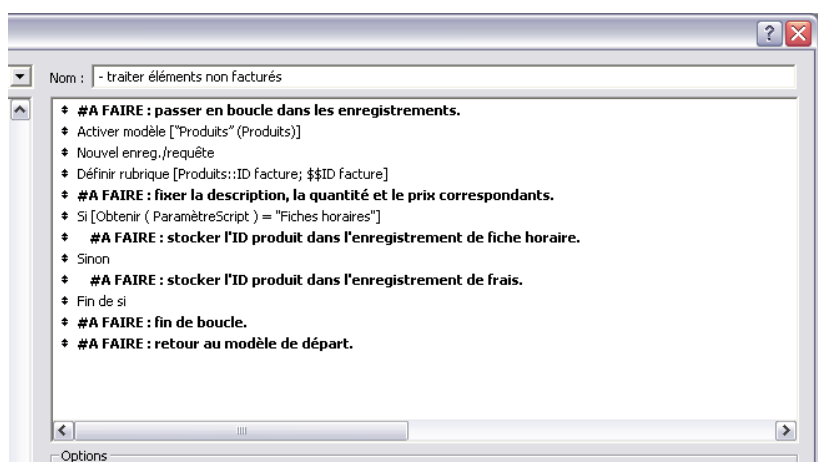 Nom : - traiter éléments non facturés
#A FAIRE : passer en boucle dans les enregistrements.
Activer modèle ["Produits" (Produits)]
Nouvel enreg./requête
Définir rubrique [Produits::ID facture; $$ID facture]
#A FAIRE : fixer la description, la quantité et le prix correspondants.
Si [Obtenir ( ParamètreScript ) = "Fiches horaires"]
#A FAIRE : stocker l'ID produit dans l'enregistrement de fiche horaire.
Sinon
#A FAIRE : stocker l'ID produit dans l'enregistrement de frais.
Fin de si
#A FAIRE : fin de boucle.
#A FAIRE : retour au modèle de départ.
Options